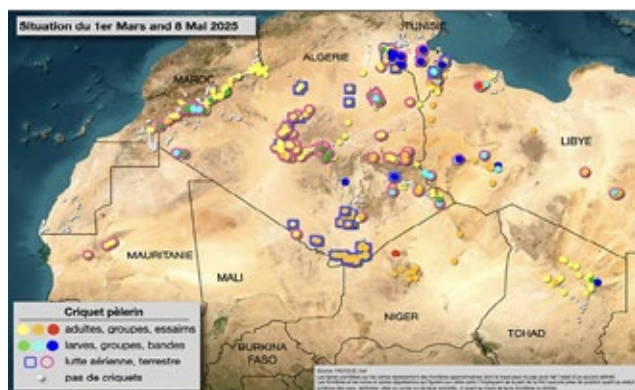 Situation du 1er Mars and 8 Mai 2025
TUNISIE
ALGERIE
MAROC
LIBYE
MAURITANIE
MALI
NIGER
TCHAD
BURKINA
FASO
Criquet pèlerin
adultes, groupes, essaims
larves, groupes, bandes
lutte aérienne, terrestre
pas de criquets